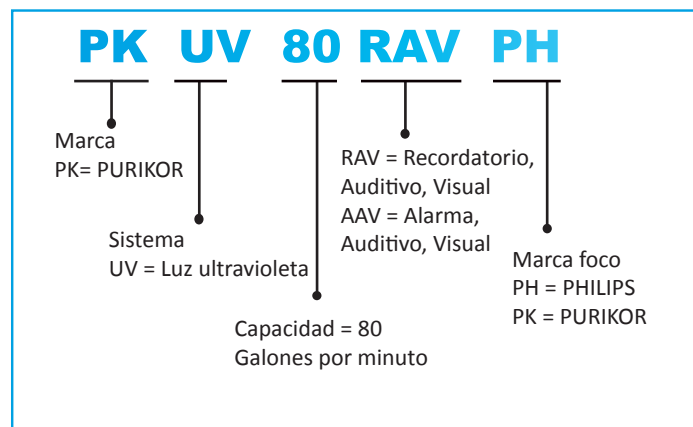 PK UV 80 RAV PH
Marca
PK= PURIKOR
Sistema
UV = Luz ultravioleta
Capacidad = 80
Galones por minuto
RAV = Recordatorio,
Auditivo, Visual
AAV = Alarma,
Auditivo, Visual
Marca foco
PH = PHILIPS
PK = PURIKOR